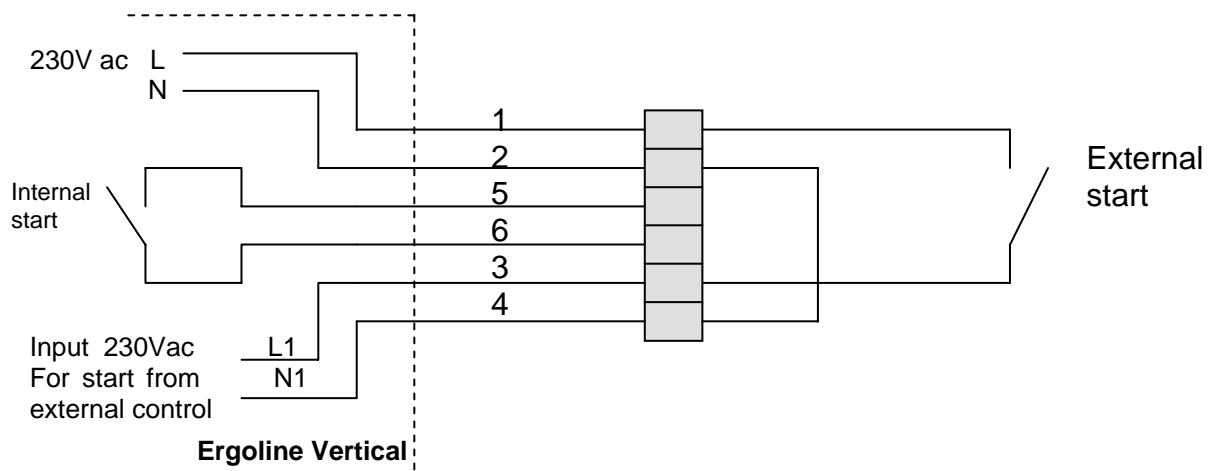 230V ac L
N
1
2
5
6
3
4
Internal
start
External
start
Input 230Vac
For start from
external control
L1
N1
Ergoline Vertical